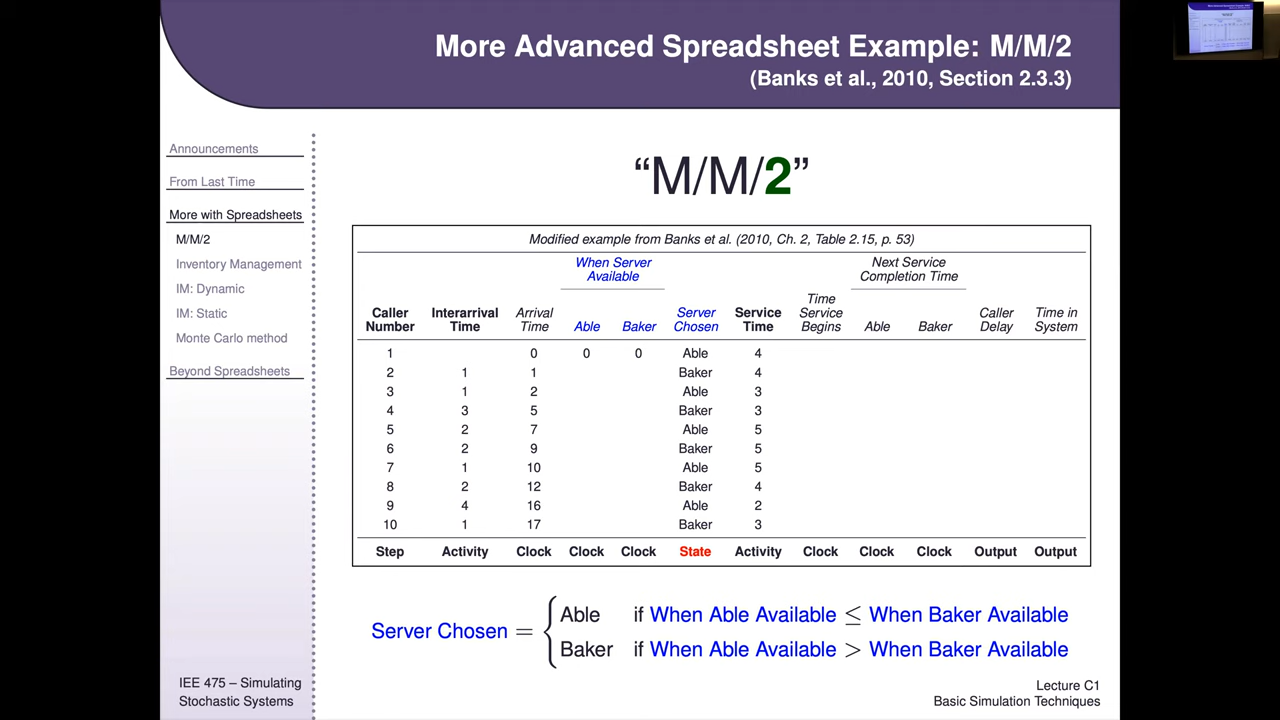 More Advanced Spreadsheet Example: M/M/2
(Banks et al., 2010, Section 2.3.3)
Announcements
From Last Time
More with Spreadsheets
M/M/2
Inventory Management
IM: Dynamic
IM: Static
Monte Carlo method
Beyond Spreadsheets
“M/M/2”
Modified example from Banks et al. (2010, Ch. 2, Table 2.15, p. 53)
When Server Available
Next Service Completion Time
Caller Number Interarrival Time Arrival Time Able Baker Server Chosen Service Time Time Service Begins Able Baker Caller Delay Time in System
1 0 0 0 Able 4
2 1 1 Baker 4
3 1 2 Able 3
4 3 5 Baker 3
5 2 7 Able 5
6 2 9 Baker 5
7 1 10 Able 5
8 2 12 Baker 4
9 4 16 Able 2
10 1 17 Baker 3
Step Activity Clock Clock Clock State Activity Clock Clock Clock Output Output
Server Chosen = { Able if When Able Available ≤ When Baker Available
Baker if When Able Available > When Baker Available
IEE 475 – Simulating
Stochastic Systems
Lecture C1
Basic Simulation Techniques